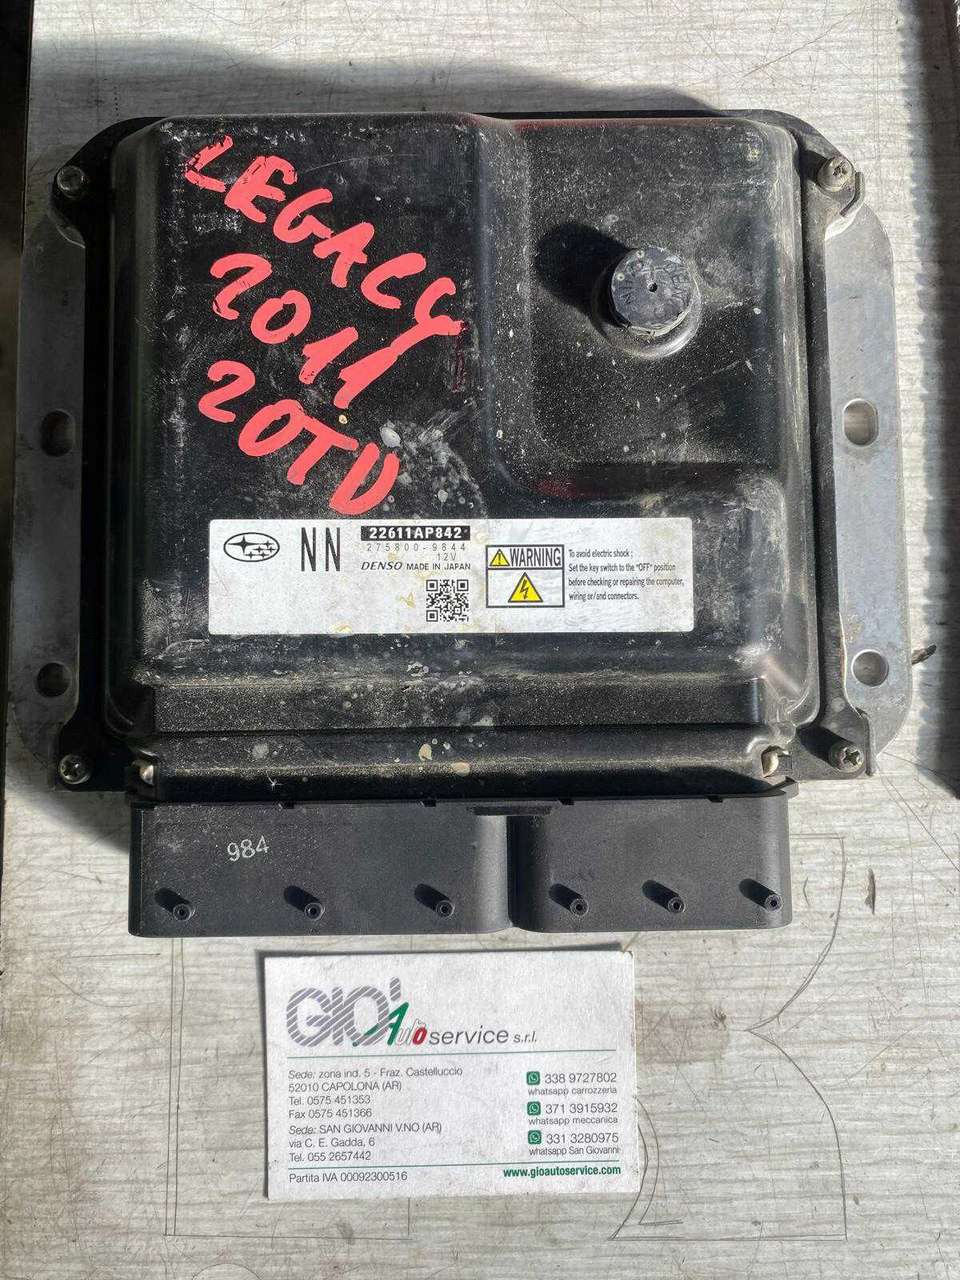 LEGACY
2011
20TD
NN
22611AP842
275800-9844
12V
DENSO MADE IN JAPAN
WARNING
To avoid electric shock ;
Set the key switch to the "OFF" position
before checking or repairing the computer,
wiring or/and connectors.
984
GIO' Auto service s.r.l.
Sede: zona ind. 5 - Fraz. Castelluccio
52010 CAPOLONA (AR)
Tel. 0575 451353
Fax 0575 451366
Sede: SAN GIOVANNI V.NO (AR)
via C. E. Gadda, 6
Tel. 055 2657442
Partita IVA 00092300516
338 9727802
whatsapp carrozzeria
371 3915932
whatsapp meccanica
331 3280975
whatsapp San Giovanni
www.gioautoservice.com